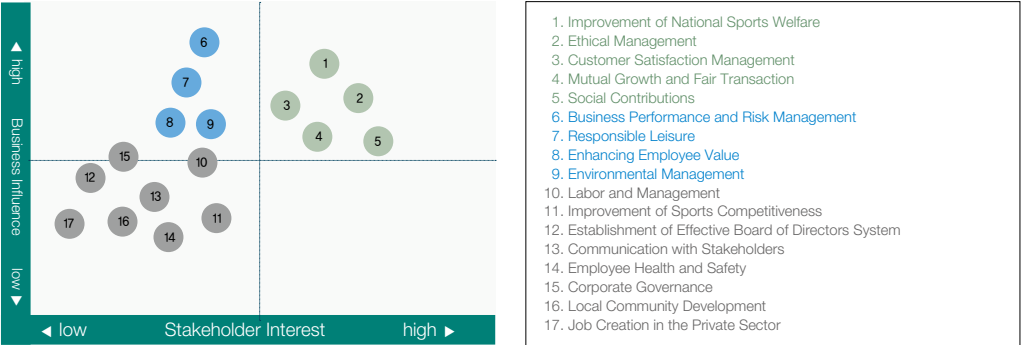 high
Business Influence
low
6
1
7
2
3
8
9
4
5
15
10
12
13
11
17
16
14
low
Stakeholder Interest
high
1. Improvement of National Sports Welfare
2. Ethical Management
3. Customer Satisfaction Management
4. Mutual Growth and Fair Transaction
5. Social Contributions
6. Business Performance and Risk Management
7. Responsible Leisure
8. Enhancing Employee Value
9. Environmental Management
10. Labor and Management
11. Improvement of Sports Competitiveness
12. Establishment of Effective Board of Directors System
13. Communication with Stakeholders
14. Employee Health and Safety
15. Corporate Governance
16. Local Community Development
17. Job Creation in the Private Sector